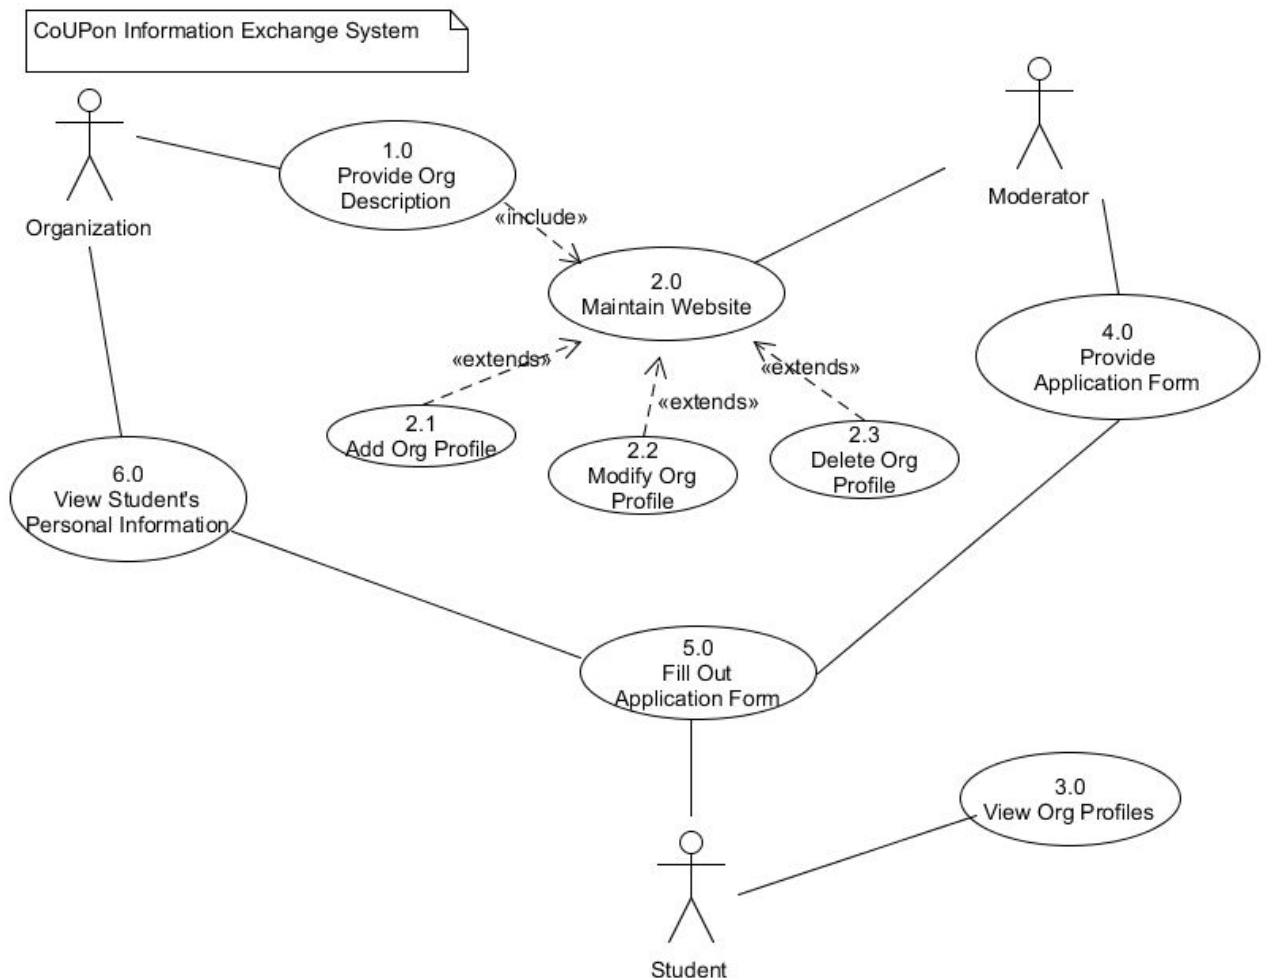 CoUPon Information Exchange System
Organization
Moderator
1.0
Provide Org
Description
«include»
2.0
Maintain Website
«extends»
«extends»
«extends»
2.1
Add Org Profile
2.2
Modify Org
Profile
2.3
Delete Org
Profile
4.0
Provide
Application Form
6.0
View Student's
Personal Information
5.0
Fill Out
Application Form
3.0
View Org Profiles
Student